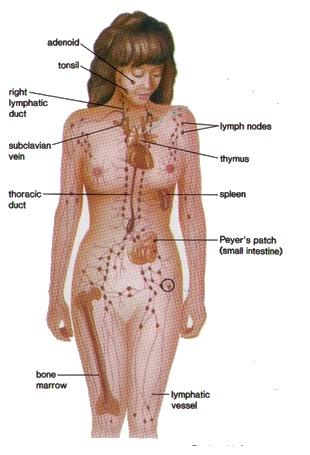 adenoid
tonsil
right
lymphatic
duct
subclavian
vein
lymph nodes
thymus
thoracic
duct
spleen
Peyer's patch
(small intestine)
bone
marrow
lymphatic
vessel